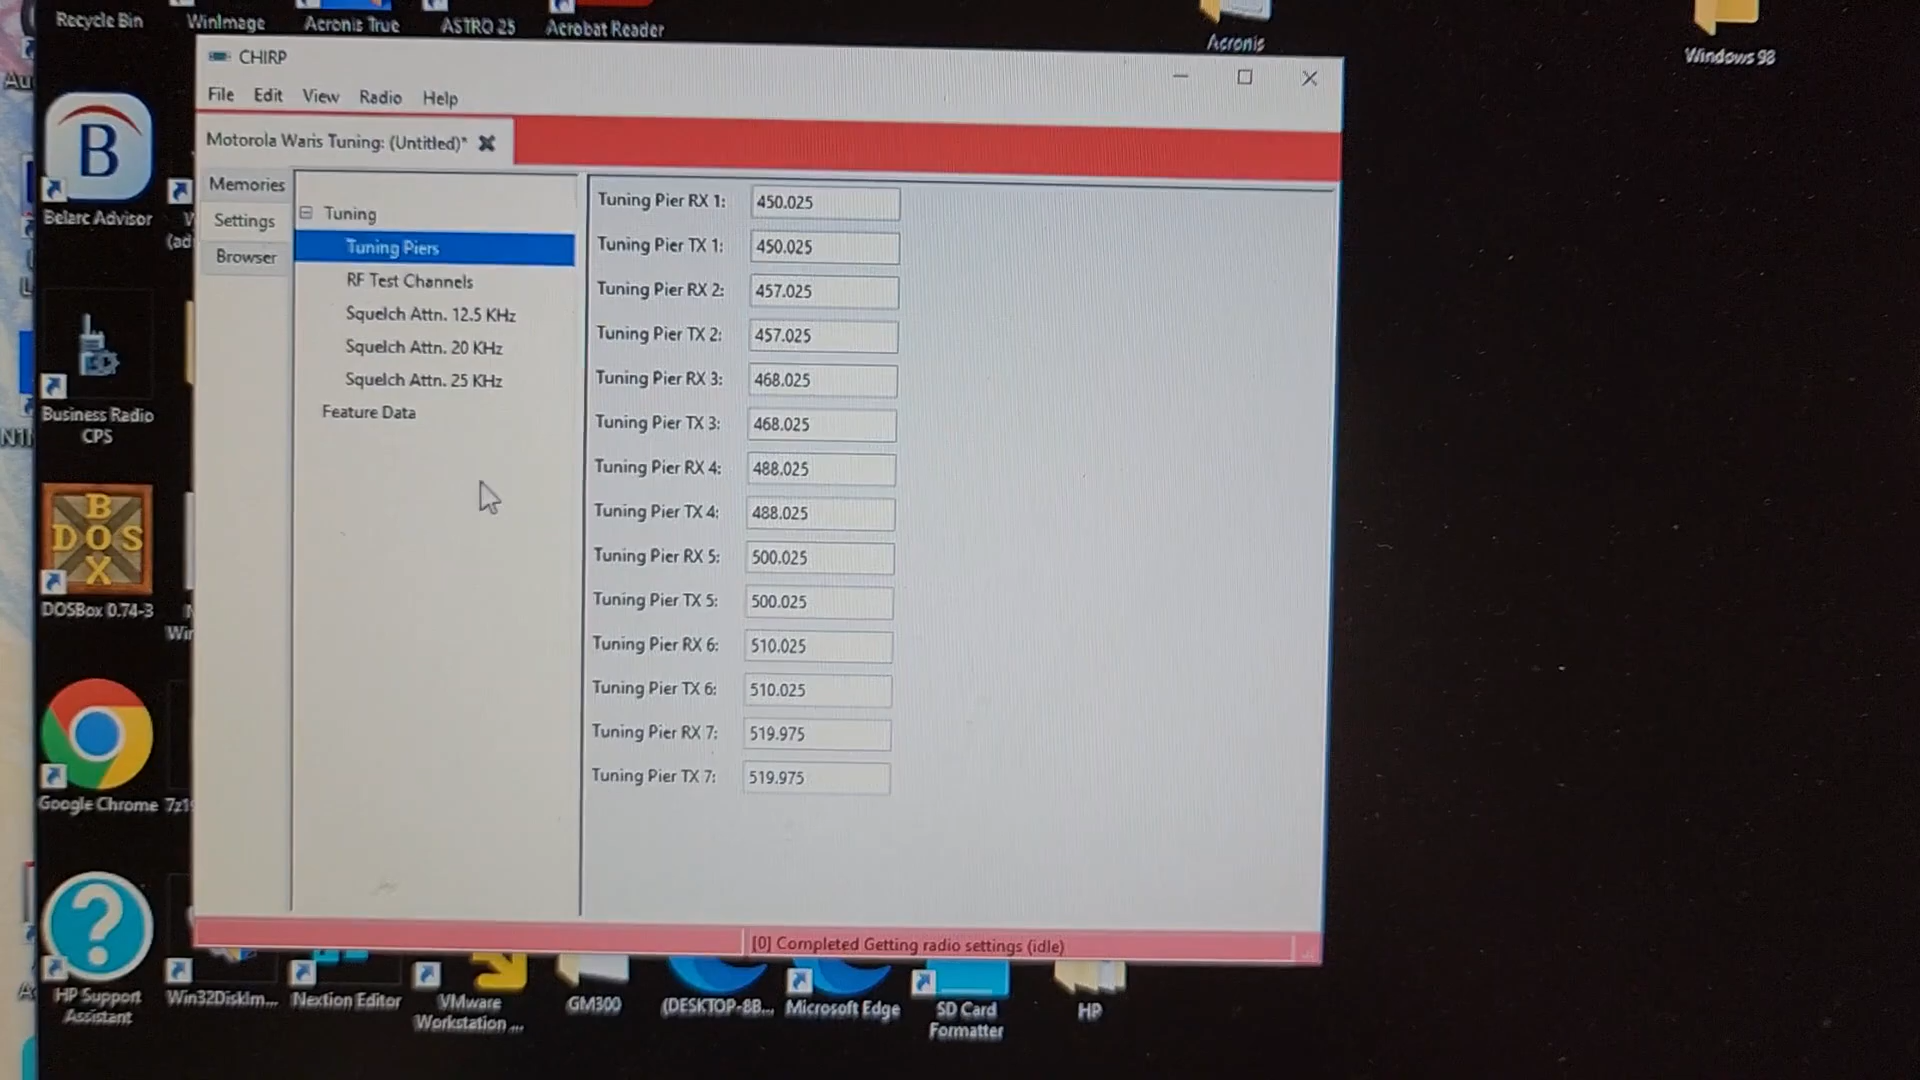 Recycle Bin
WinImage
Acronis True
ASTRO 25
Acrobat Reader
Acronis
Windows 98
CHIRP
File Edit View Radio Help
Motorola Waris Tuning: (Untitled)*
Memories
Settings
Browser
Tuning
Tuning Piers
RF Test Channels
Squelch Attn. 12.5 KHz
Squelch Attn. 20 KHz
Squelch Attn. 25 KHz
Feature Data
Tuning Pier RX 1: 450.025
Tuning Pier TX 1: 450.025
Tuning Pier RX 2: 457.025
Tuning Pier TX 2: 457.025
Tuning Pier RX 3: 468.025
Tuning Pier TX 3: 468.025
Tuning Pier RX 4: 488.025
Tuning Pier TX 4: 488.025
Tuning Pier RX 5: 500.025
Tuning Pier TX 5: 500.025
Tuning Pier RX 6: 510.025
Tuning Pier TX 6: 510.025
Tuning Pier RX 7: 519.975
Tuning Pier TX 7: 519.975
[0] Completed Getting radio settings (idle)
B
Belarc Advisor
(ad
Business Radio
CPS
B
DOS
X
DOSBox 0.74-3
Win
Google Chrome
7z19
?
HP Support
Assistant
Win32DiskIm...
Nextion Editor
VMware
Workstation ...
GM300
(DESKTOP-8B...
Microsoft Edge
SD Card
Formatter
HP